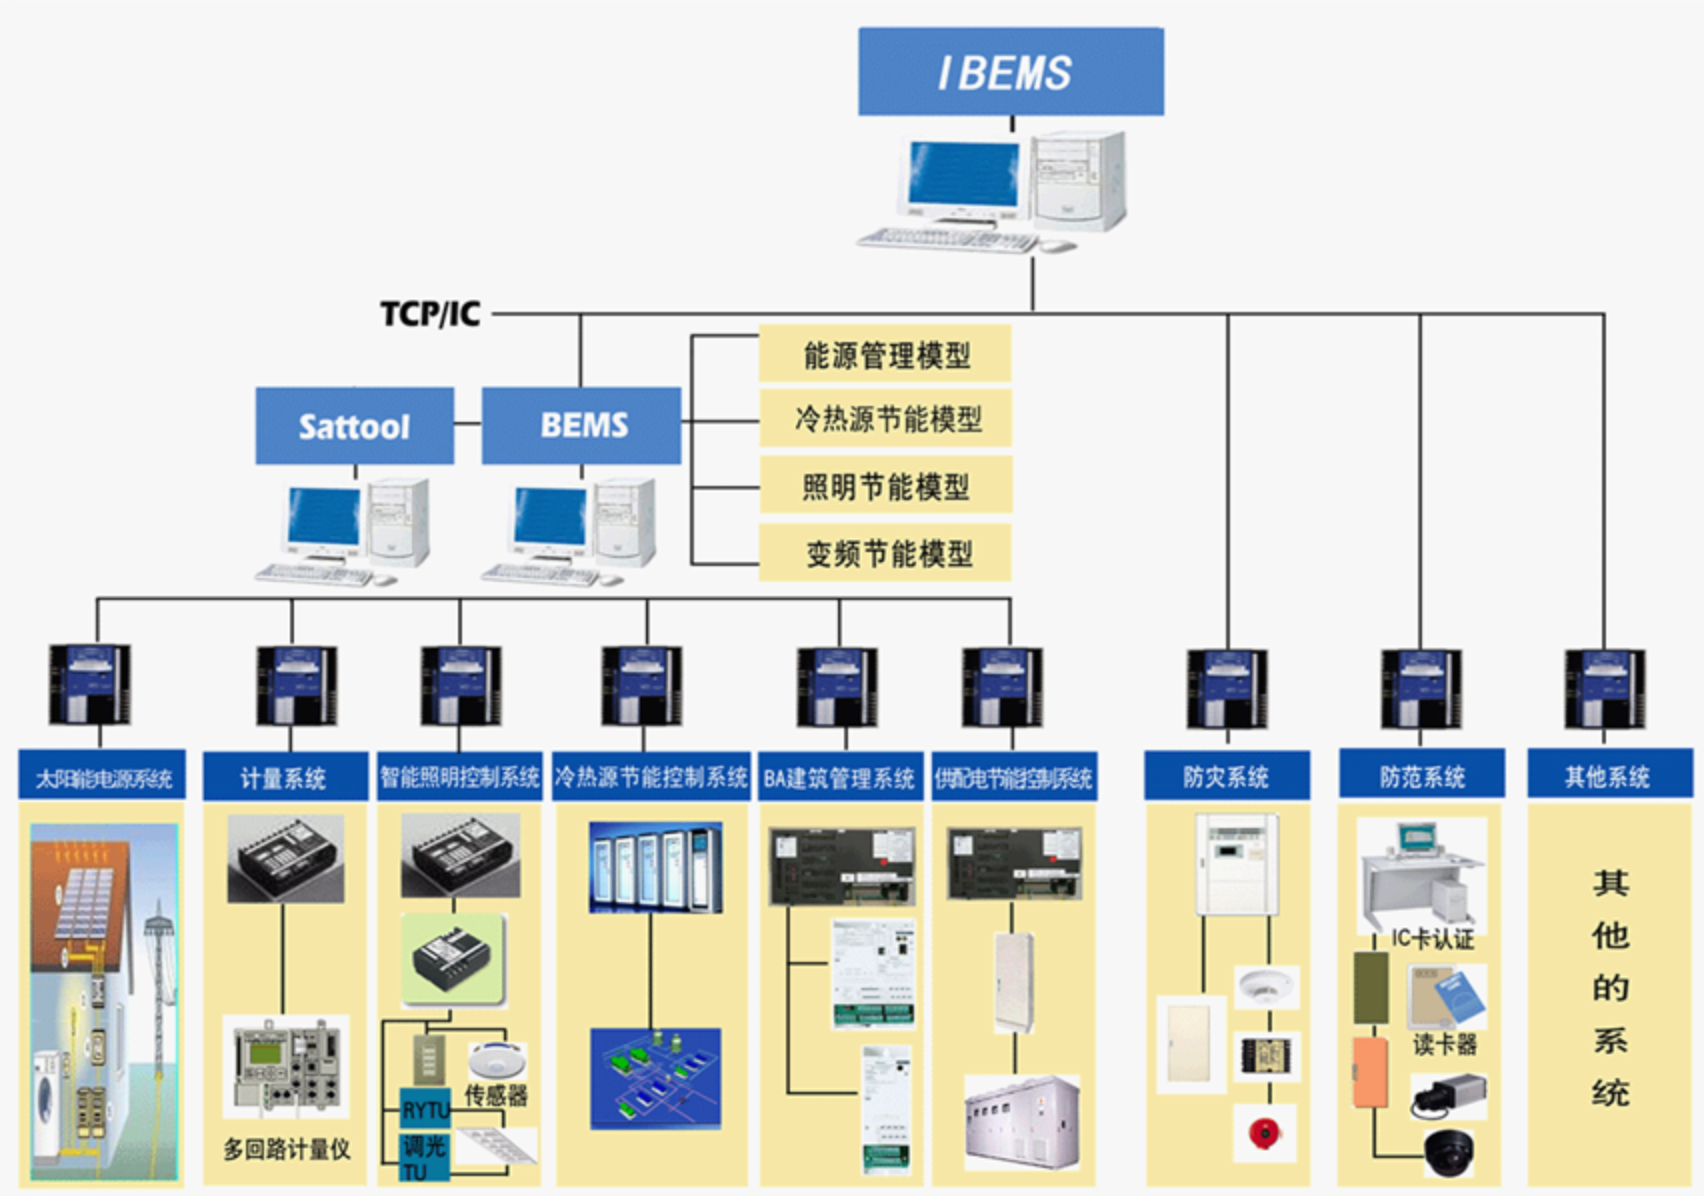 IBEMS
TCP/IC
能源管理模型
冷热源节能模型
照明节能模型
变频节能模型
Sattool
BEMS
太阳能电源系统
计量系统
智能照明控制系统
冷热源节能控制系统
BA建筑管理系统
供配电节能控制系统
防灾系统
防范系统
其他系统
IC卡认证
读卡器
传感器
RYTU
调光
TU
多回路计量仪
其
他
的
系
统